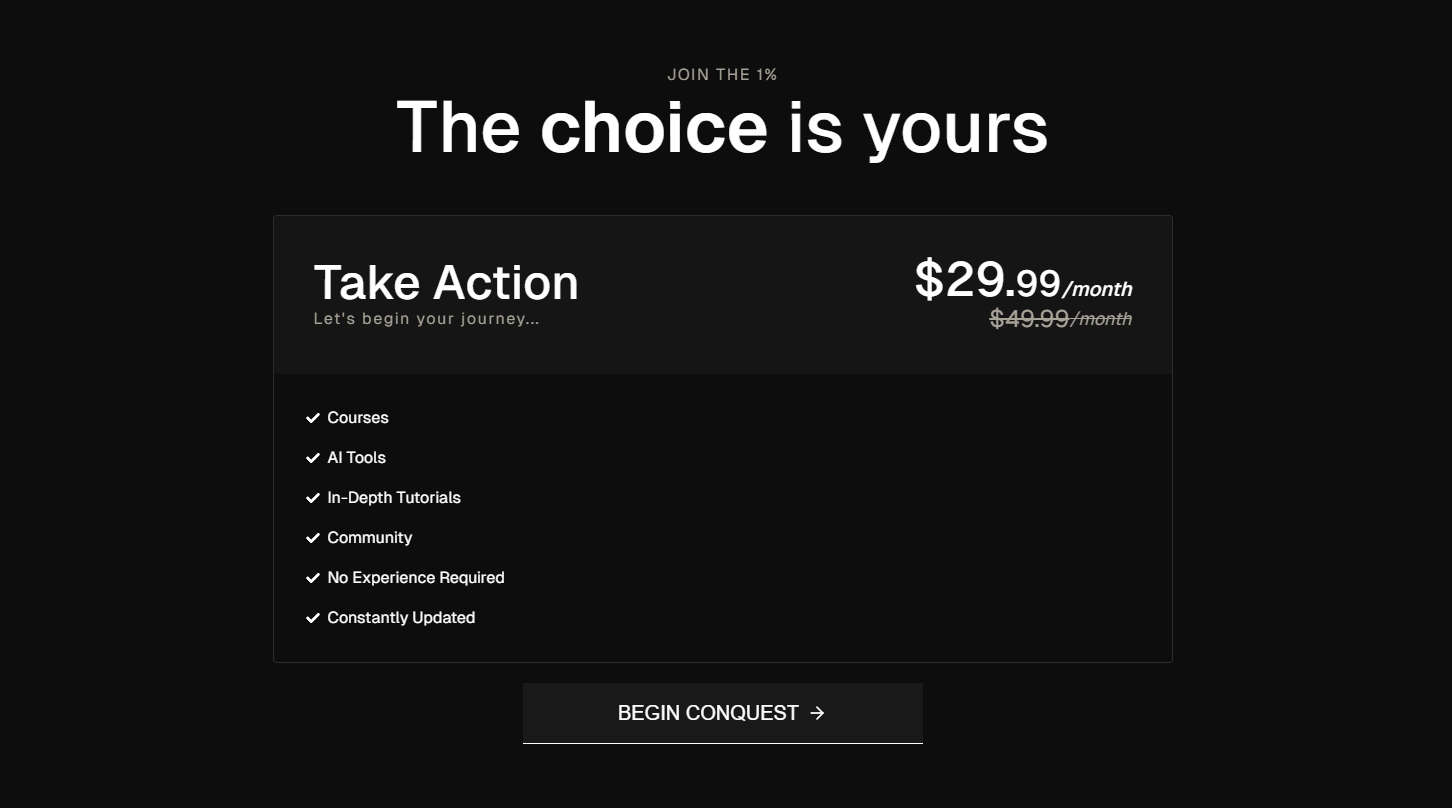 JOIN THE 1%
The choice is yours
Take Action
$29.99/month
Let's begin your journey...
$49.99/month
Courses
AI Tools
In-Depth Tutorials
Community
No Experience Required
Constantly Updated
BEGIN CONQUEST →